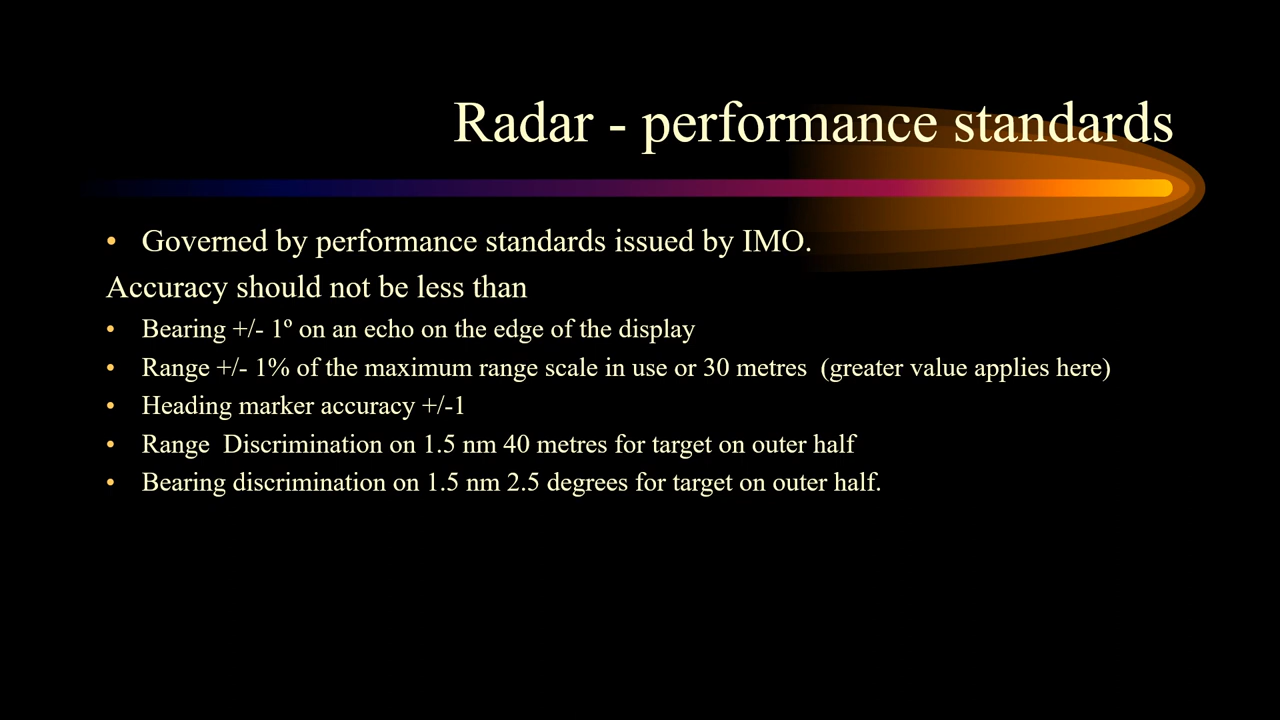 Radar - performance standards
• Governed by performance standards issued by IMO.
Accuracy should not be less than
• Bearing +/- 1º on an echo on the edge of the display
• Range +/- 1% of the maximum range scale in use or 30 metres  (greater value applies here)
• Heading marker accuracy +/-1
• Range  Discrimination on 1.5 nm 40 metres for target on outer half
• Bearing discrimination on 1.5 nm 2.5 degrees for target on outer half.